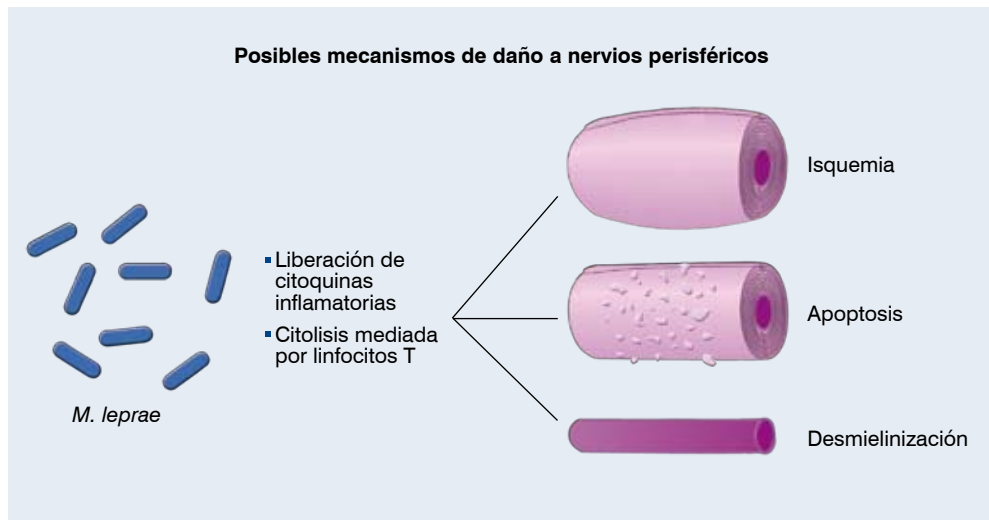 Posibles mecanismos de daño a nervios perisféricos
Isquemia
▪Liberación de
citoquinas
inflamatorias
▪Citolisis mediada
por linfocitos T
Apoptosis
M. leprae
Desmielinización